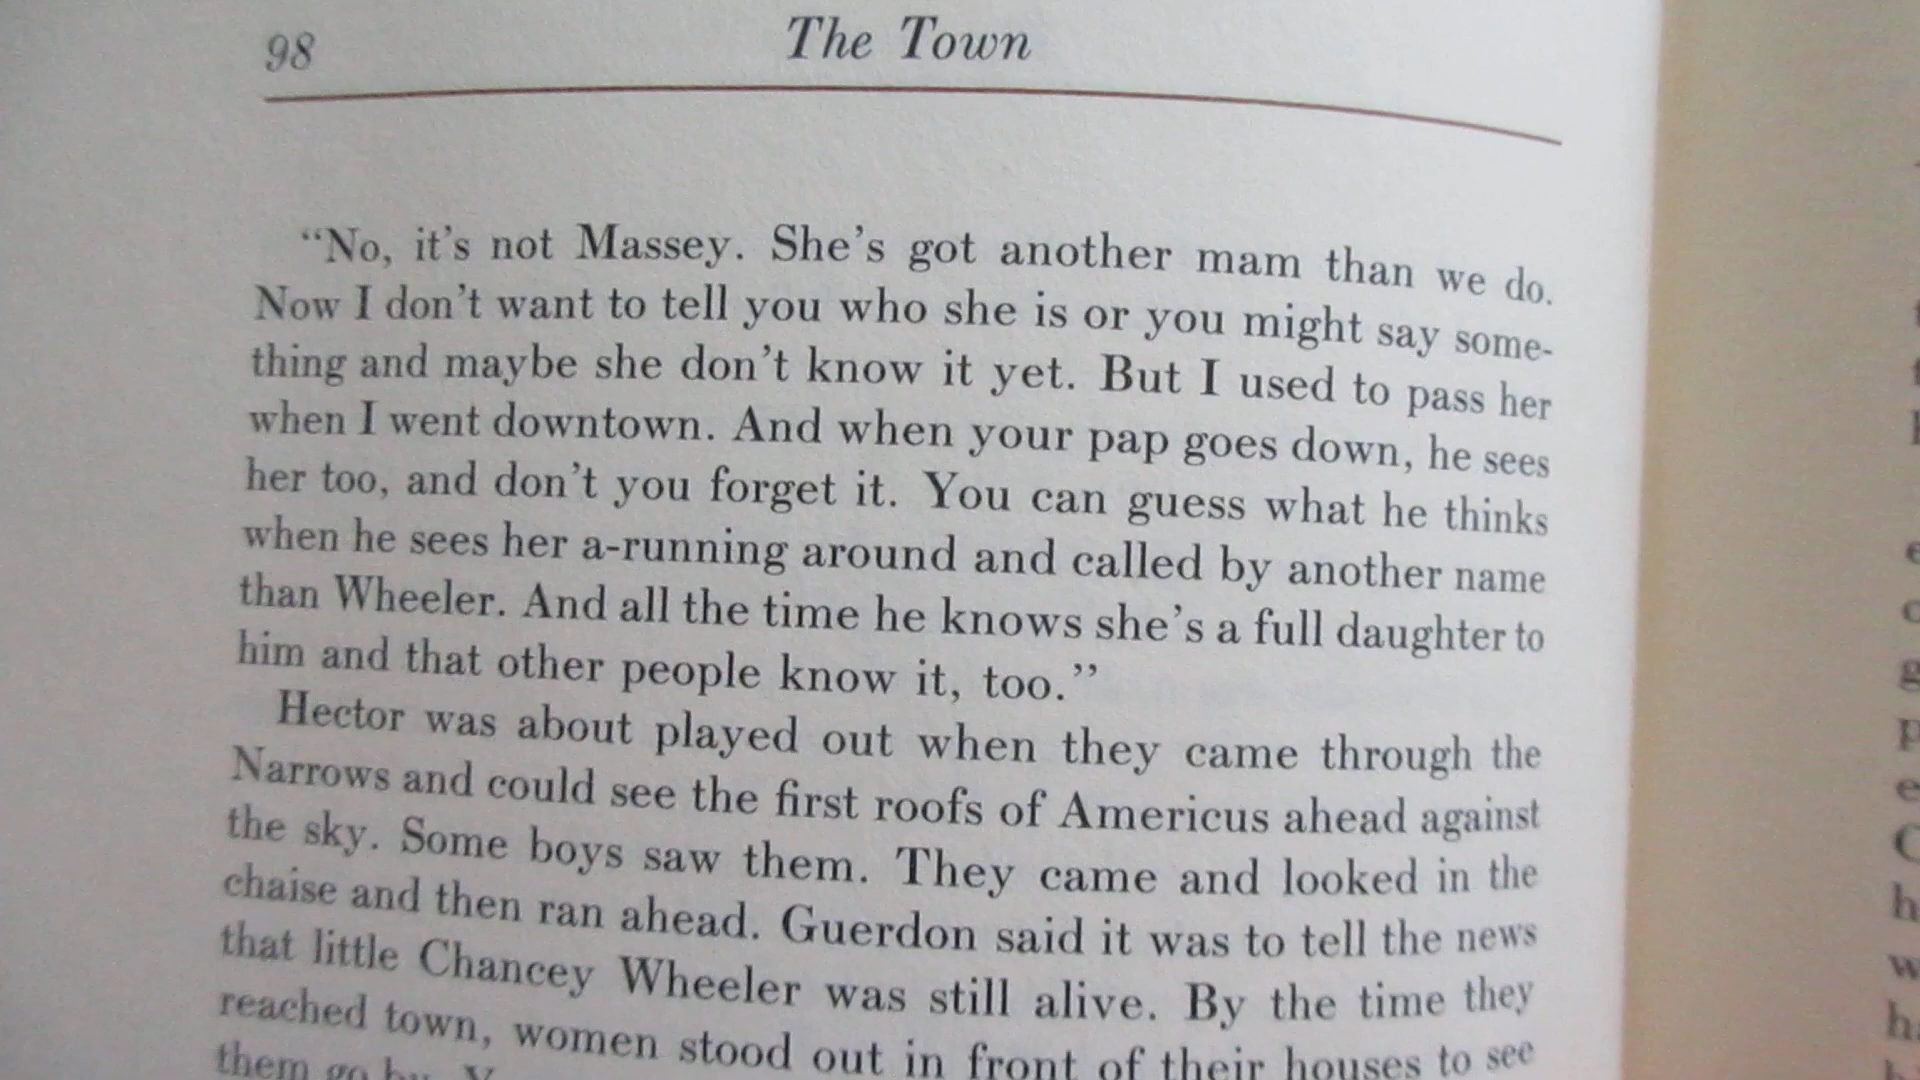 98
The Town
“No, it’s not Massey. She’s got another mam than we do.
Now I don’t want to tell you who she is or you might say some-
thing and maybe she don’t know it yet. But I used to pass her
when I went downtown. And when your pap goes down, he sees
her too, and don’t you forget it. You can guess what he thinks
when he sees her a-running around and called by another name
than Wheeler. And all the time he knows she’s a full daughter to
him and that other people know it, too.”
Hector was about played out when they came through the
Narrows and could see the first roofs of Americus ahead against
the sky. Some boys saw them. They came and looked in the
chaise and then ran ahead. Guerdon said it was to tell the news
that little Chancey Wheeler was still alive. By the time they
reached town, women stood out in front of their houses to see
them go by.